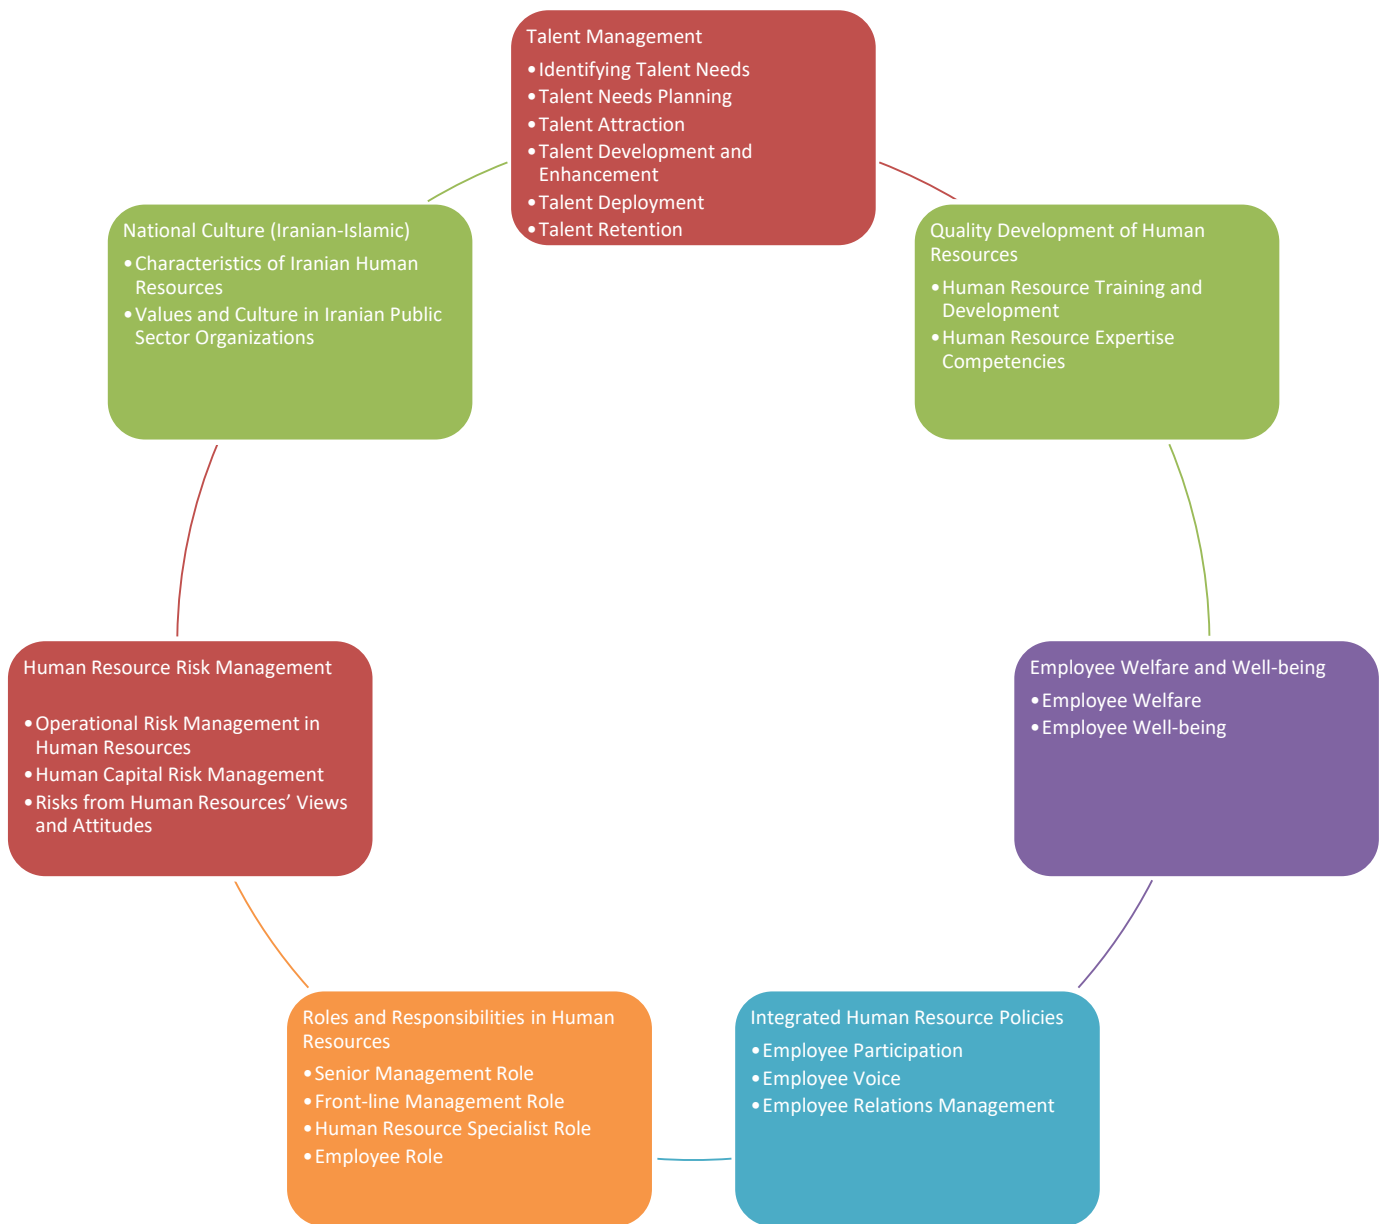 Talent Management
•Identifying Talent Needs
•Talent Needs Planning
•Talent Attraction
•Talent Development and
Enhancement
•Talent Deployment
•Talent Retention
Quality Development of Human
Resources
•Human Resource Training and
Development
•Human Resource Expertise
Competencies
Employee Welfare and Well-being
•Employee Welfare
•Employee Well-being
Integrated Human Resource Policies
•Employee Participation
•Employee Voice
•Employee Relations Management
Roles and Responsibilities in Human
Resources
•Senior Management Role
•Front-line Management Role
•Human Resource Specialist Role
•Employee Role
Human Resource Risk Management
•Operational Risk Management in
Human Resources
•Human Capital Risk Management
•Risks from Human Resources’ Views
and Attitudes
National Culture (Iranian-Islamic)
•Characteristics of Iranian Human
Resources
•Values and Culture in Iranian Public
Sector Organizations